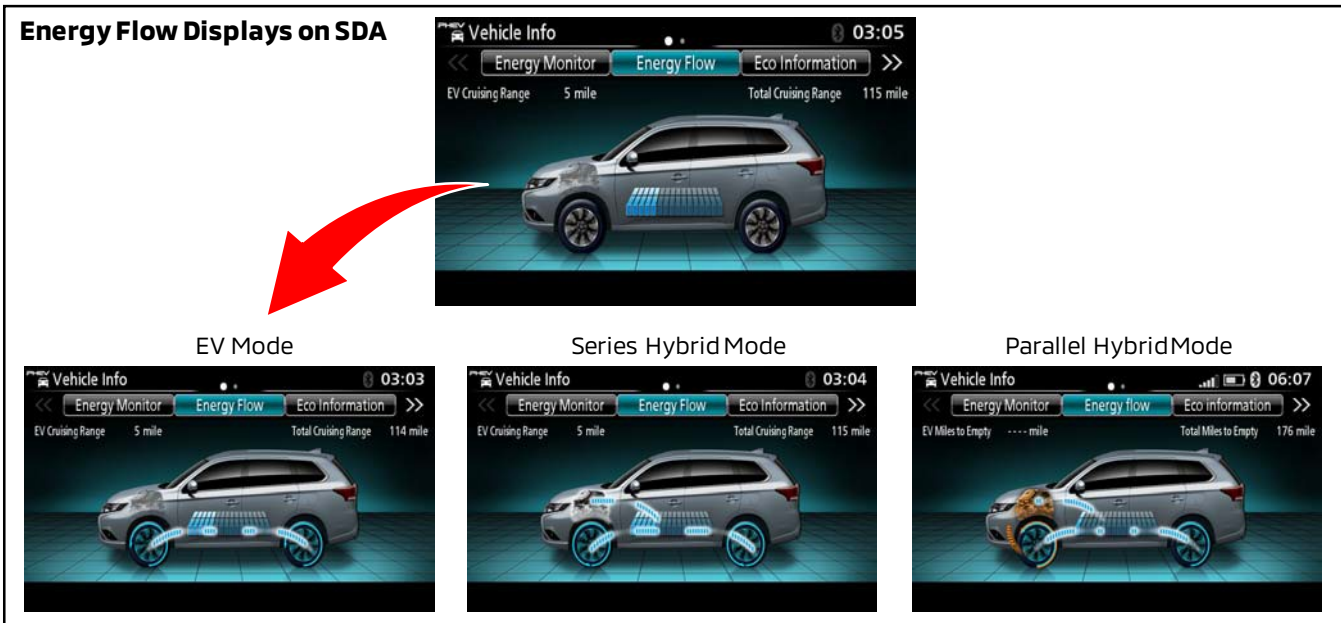 Energy Flow Displays on SDA
PHEV
Vehicle Info
03:05
Energy Monitor
Energy Flow
Eco Information
EV Cruising Range 5 mile
Total Cruising Range 115 mile
EV Mode
PHEV
Vehicle Info
03:03
Energy Monitor
Energy Flow
Eco Information
EV Cruising Range 5 mile
Total Cruising Range 114 mile
Series Hybrid Mode
PHEV
Vehicle Info
03:04
Energy Monitor
Energy Flow
Eco Information
EV Cruising Range 5 mile
Total Cruising Range 115 mile
Parallel Hybrid Mode
PHEV
Vehicle Info
06:07
Energy Monitor
Energy flow
Eco information
EV Miles to Empty ---- mile
Total Miles to Empty 176 mile